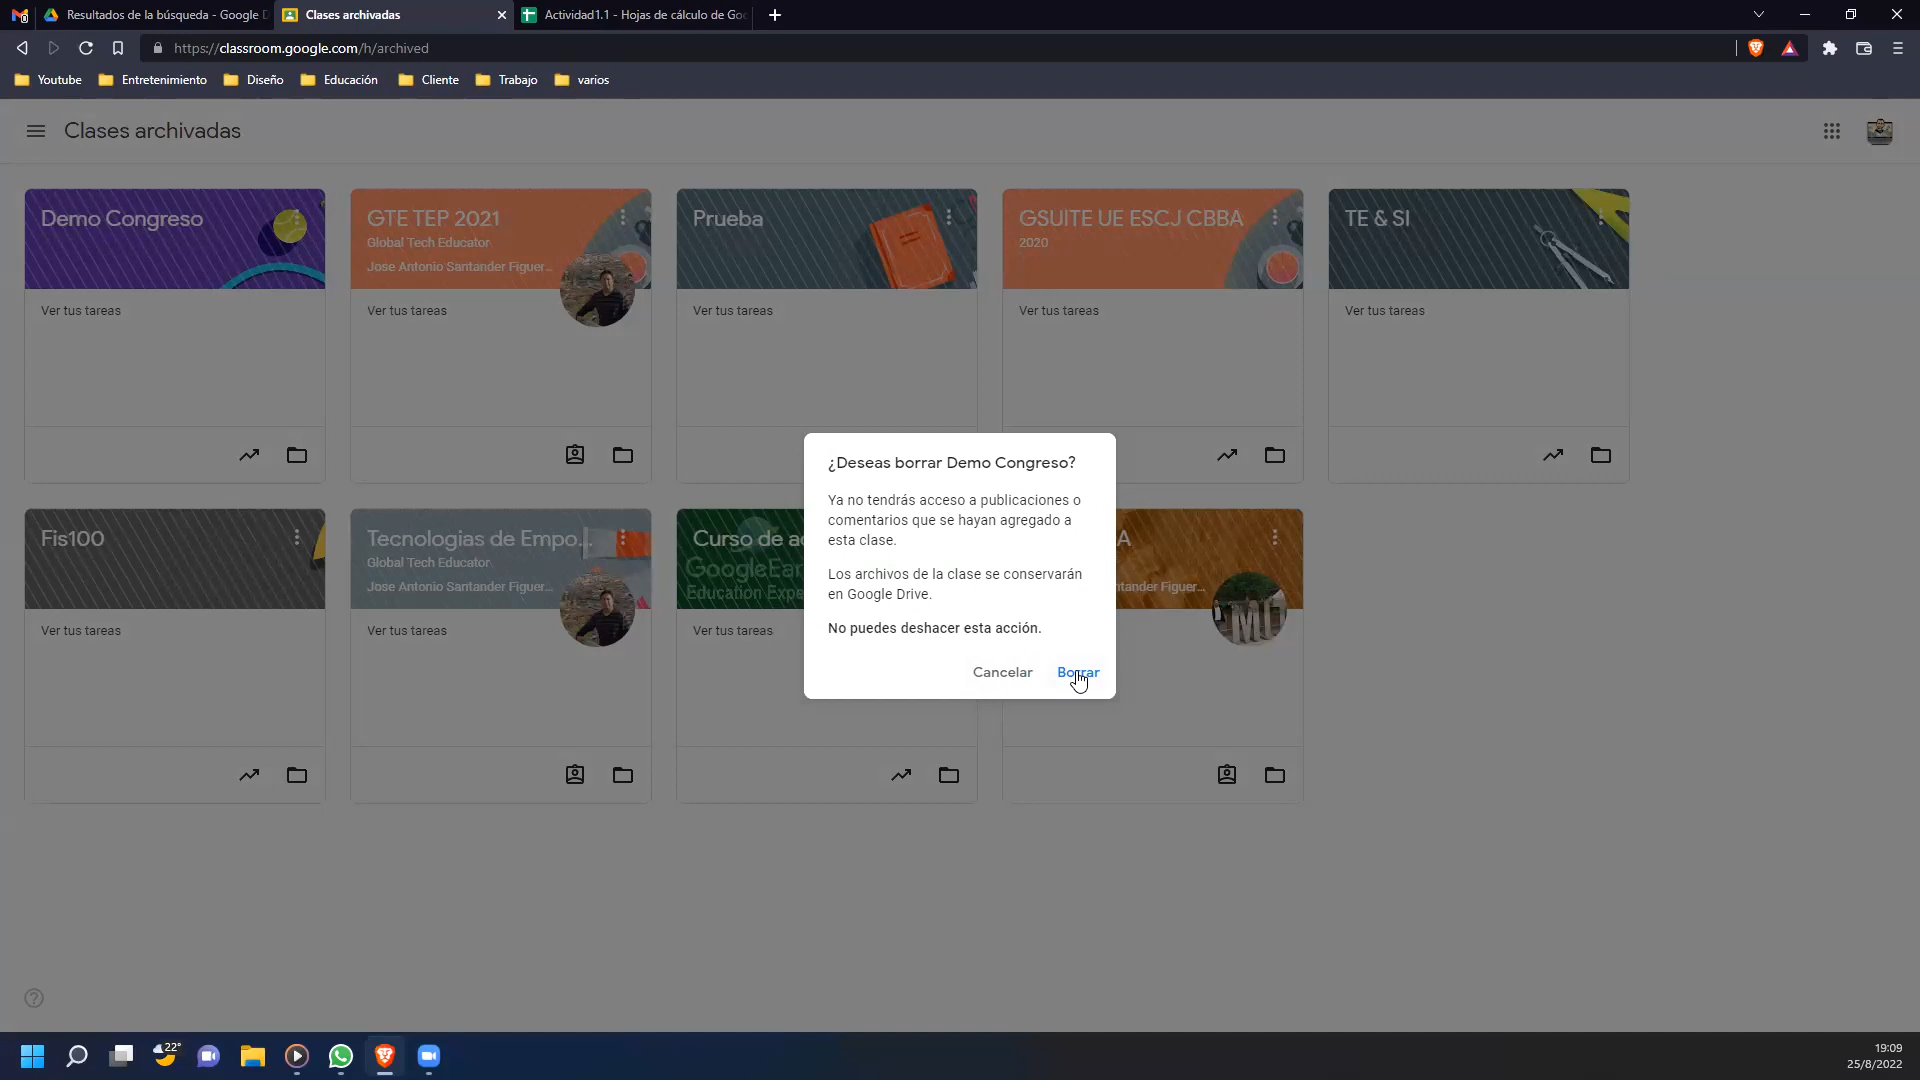 Resultados de la búsqueda - Google D
Clases archivadas
Actividad1.1 - Hojas de cálculo de Goo
https://classroom.google.com/h/archived
Youtube
Entretenimiento
Diseño
Educación
Cliente
Trabajo
varios
Clases archivadas
Demo Congreso
Ver tus tareas
GTE TEP 2021
Global Tech Educator
Jose Antonio Santander Figuer...
Ver tus tareas
Prueba
Ver tus tareas
GSUITE UE ESCJ CBBA
2020
Ver tus tareas
TE & SI
Ver tus tareas
¿Deseas borrar Demo Congreso?
Ya no tendrás acceso a publicaciones o
comentarios que se hayan agregado a
esta clase.
Los archivos de la clase se conservarán
en Google Drive.
No puedes deshacer esta acción.
Cancelar
Borrar
Fis100
Ver tus tareas
Tecnologias de Empo...
Global Tech Educator
Jose Antonio Santander Figuer...
Ver tus tareas
Curso de a
GoogleEar
Education Expe
Ver tus tareas
A
ntander Figuer...
22°
19:09
25/8/2022